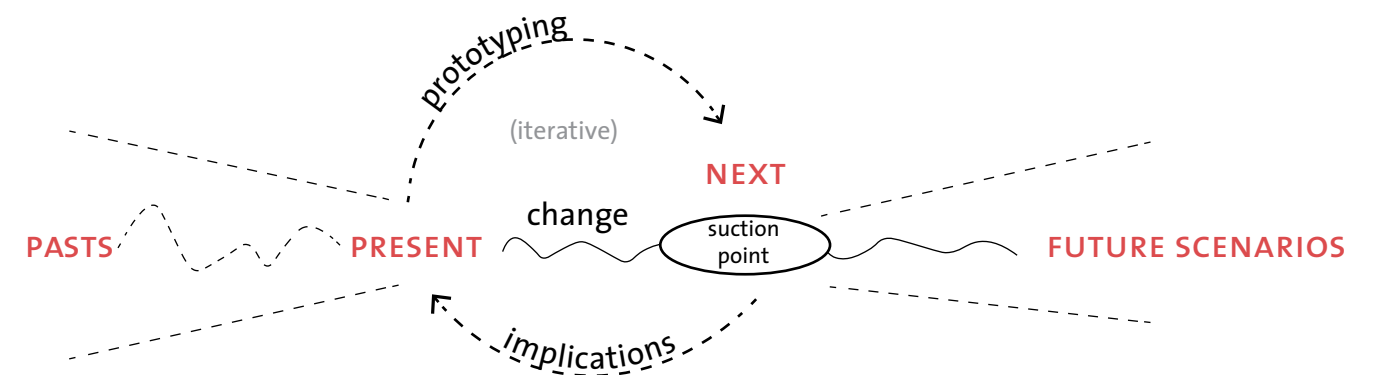 prototyping
(iterative)
NEXT
change
suction
point
PASTS
PRESENT
FUTURE SCENARIOS
implications